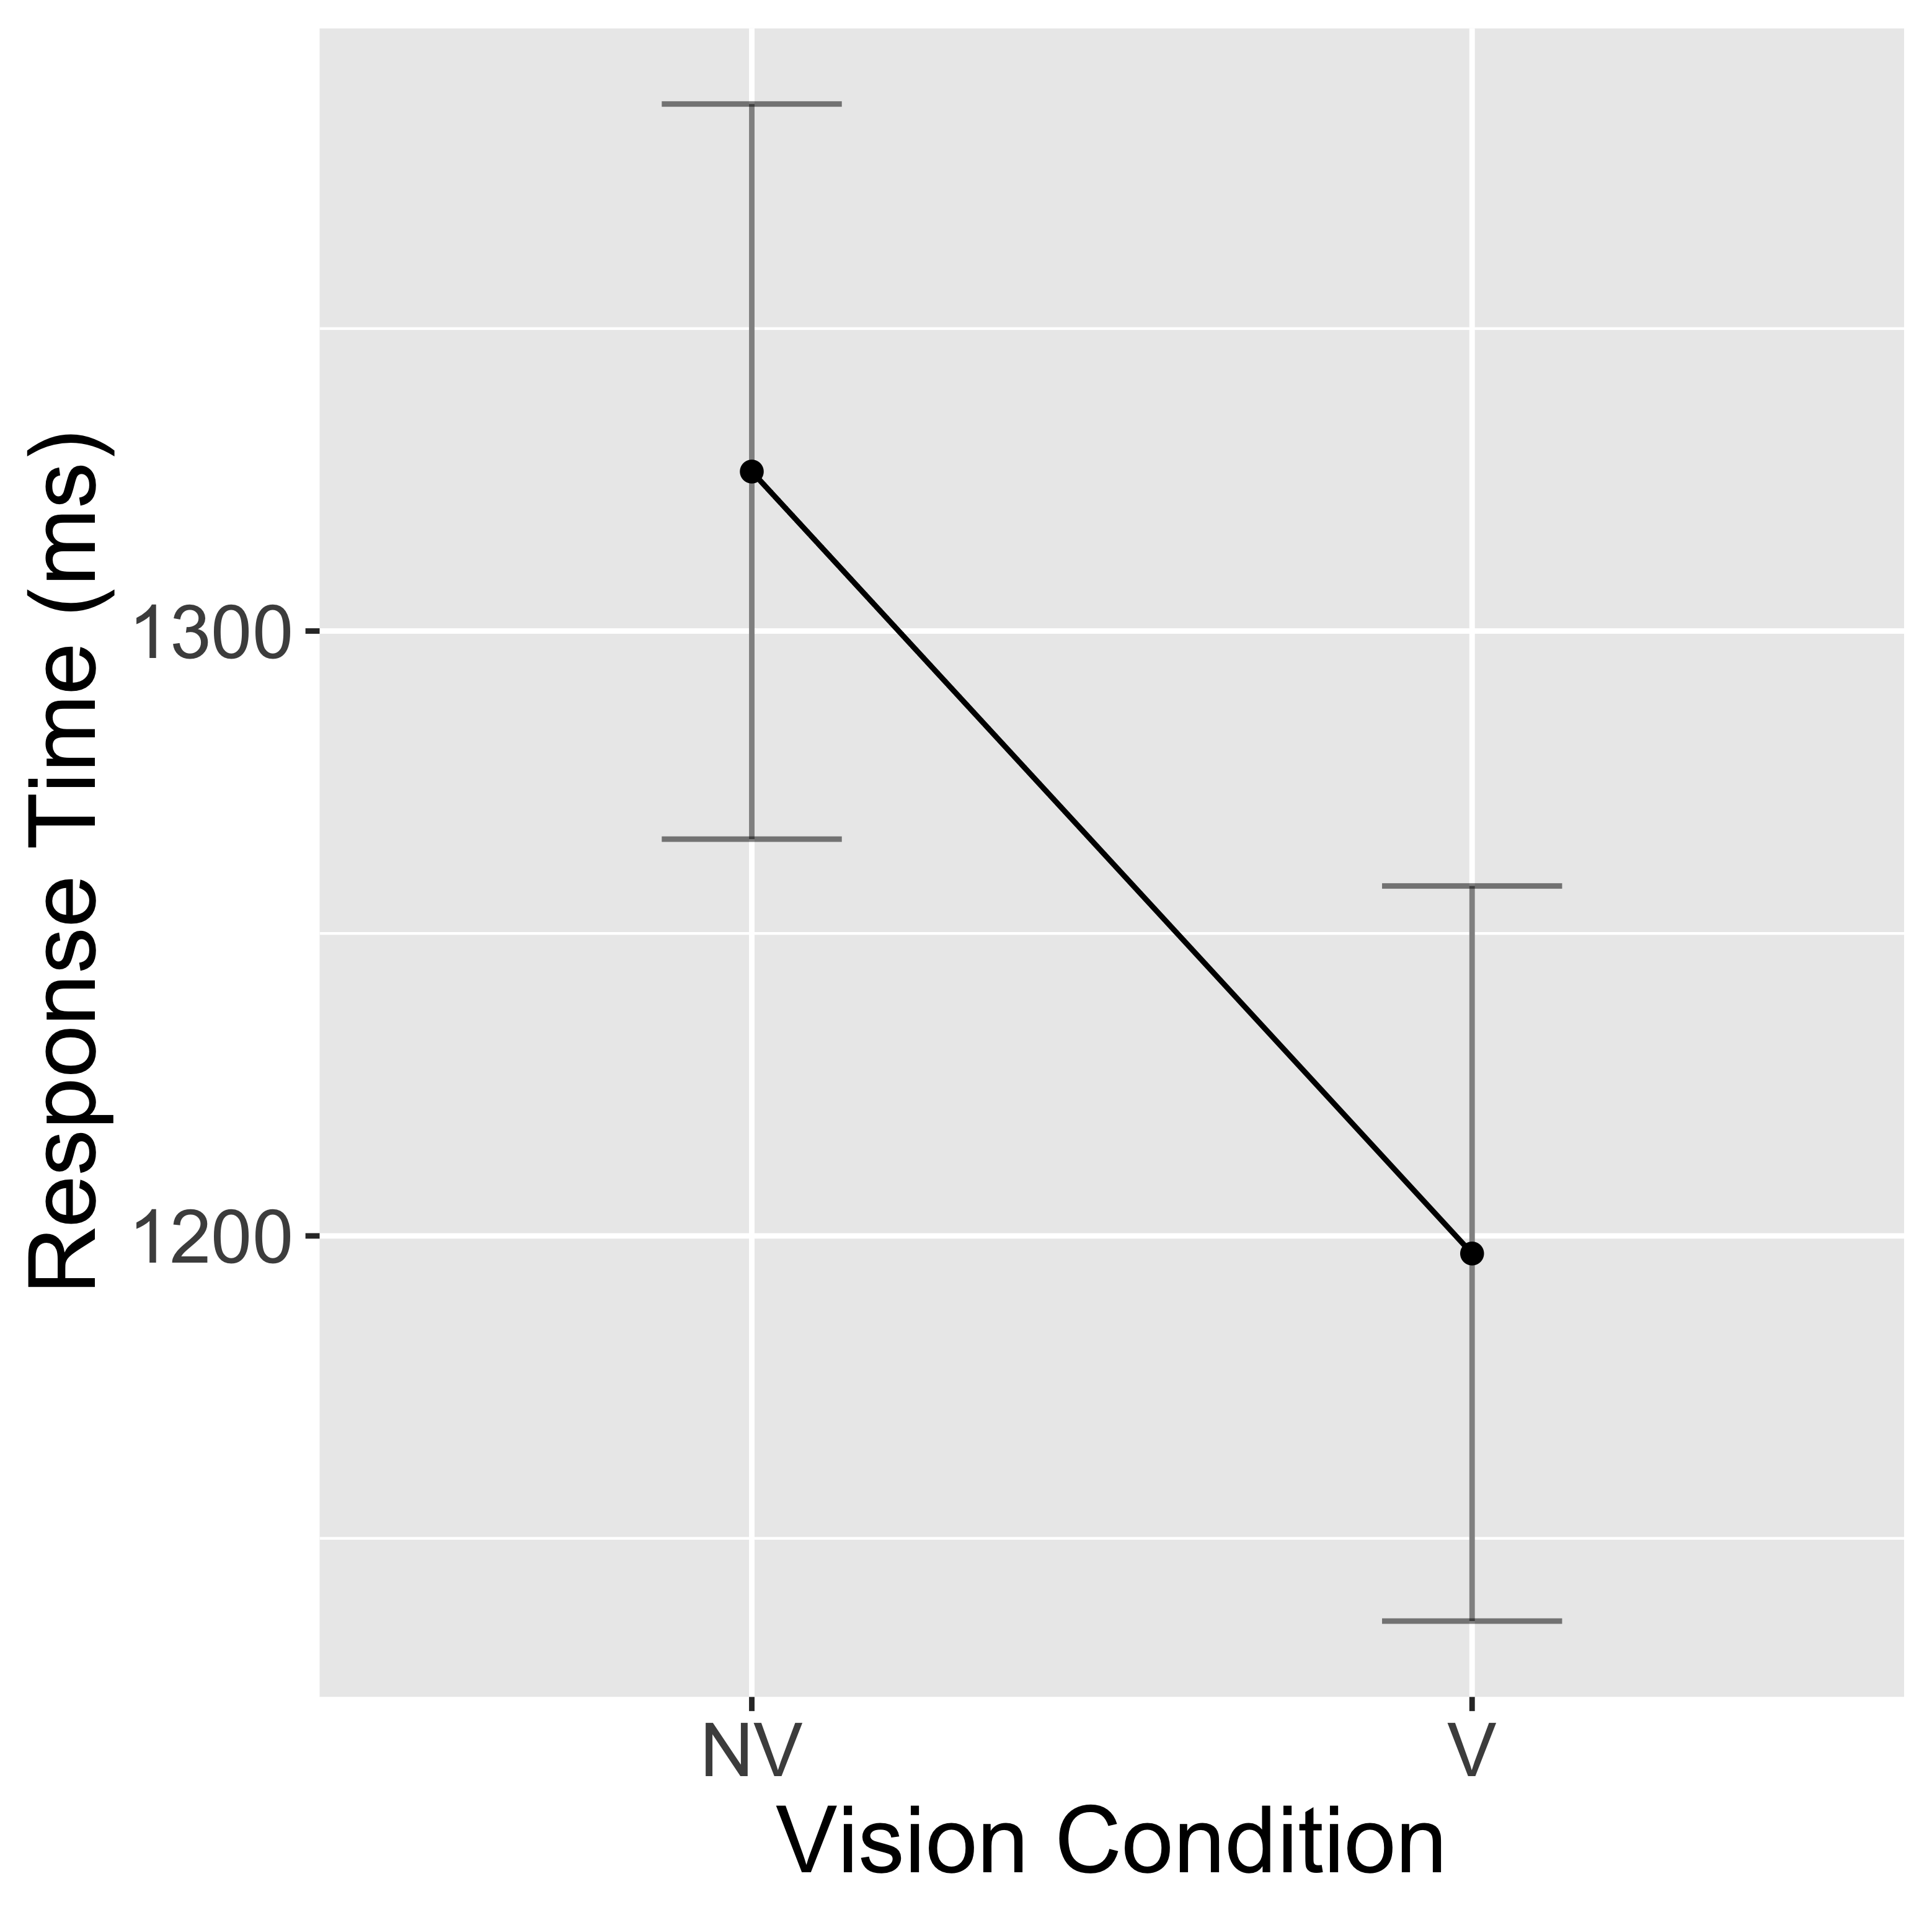 Response Time (ms)
1300
1200
NV
V
Vision Condition